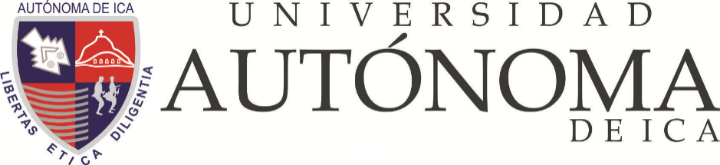 AUTÓNOMA DE ICA
LIBERTAS ETICA DILIGENTIA
UNIVERSIDAD
AUTÓNOMA
DE ICA